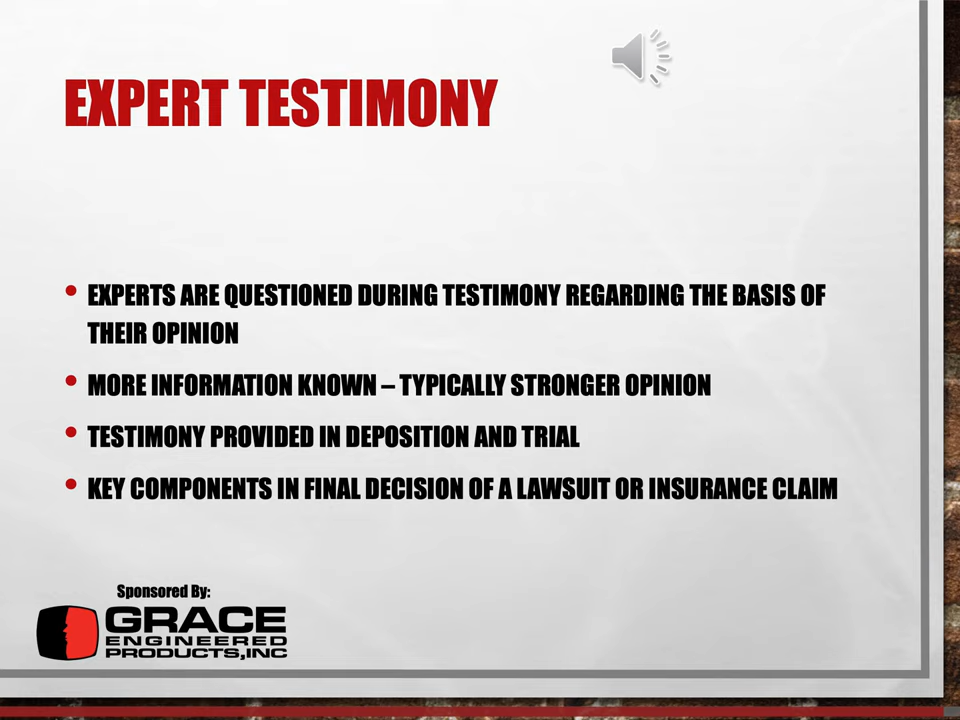 EXPERT TESTIMONY
• EXPERTS ARE QUESTIONED DURING TESTIMONY REGARDING THE BASIS OF
THEIR OPINION
• MORE INFORMATION KNOWN – TYPICALLY STRONGER OPINION
• TESTIMONY PROVIDED IN DEPOSITION AND TRIAL
• KEY COMPONENTS IN FINAL DECISION OF A LAWSUIT OR INSURANCE CLAIM
Sponsored By:
GRACE
ENGINEERED
PRODUCTS,INC